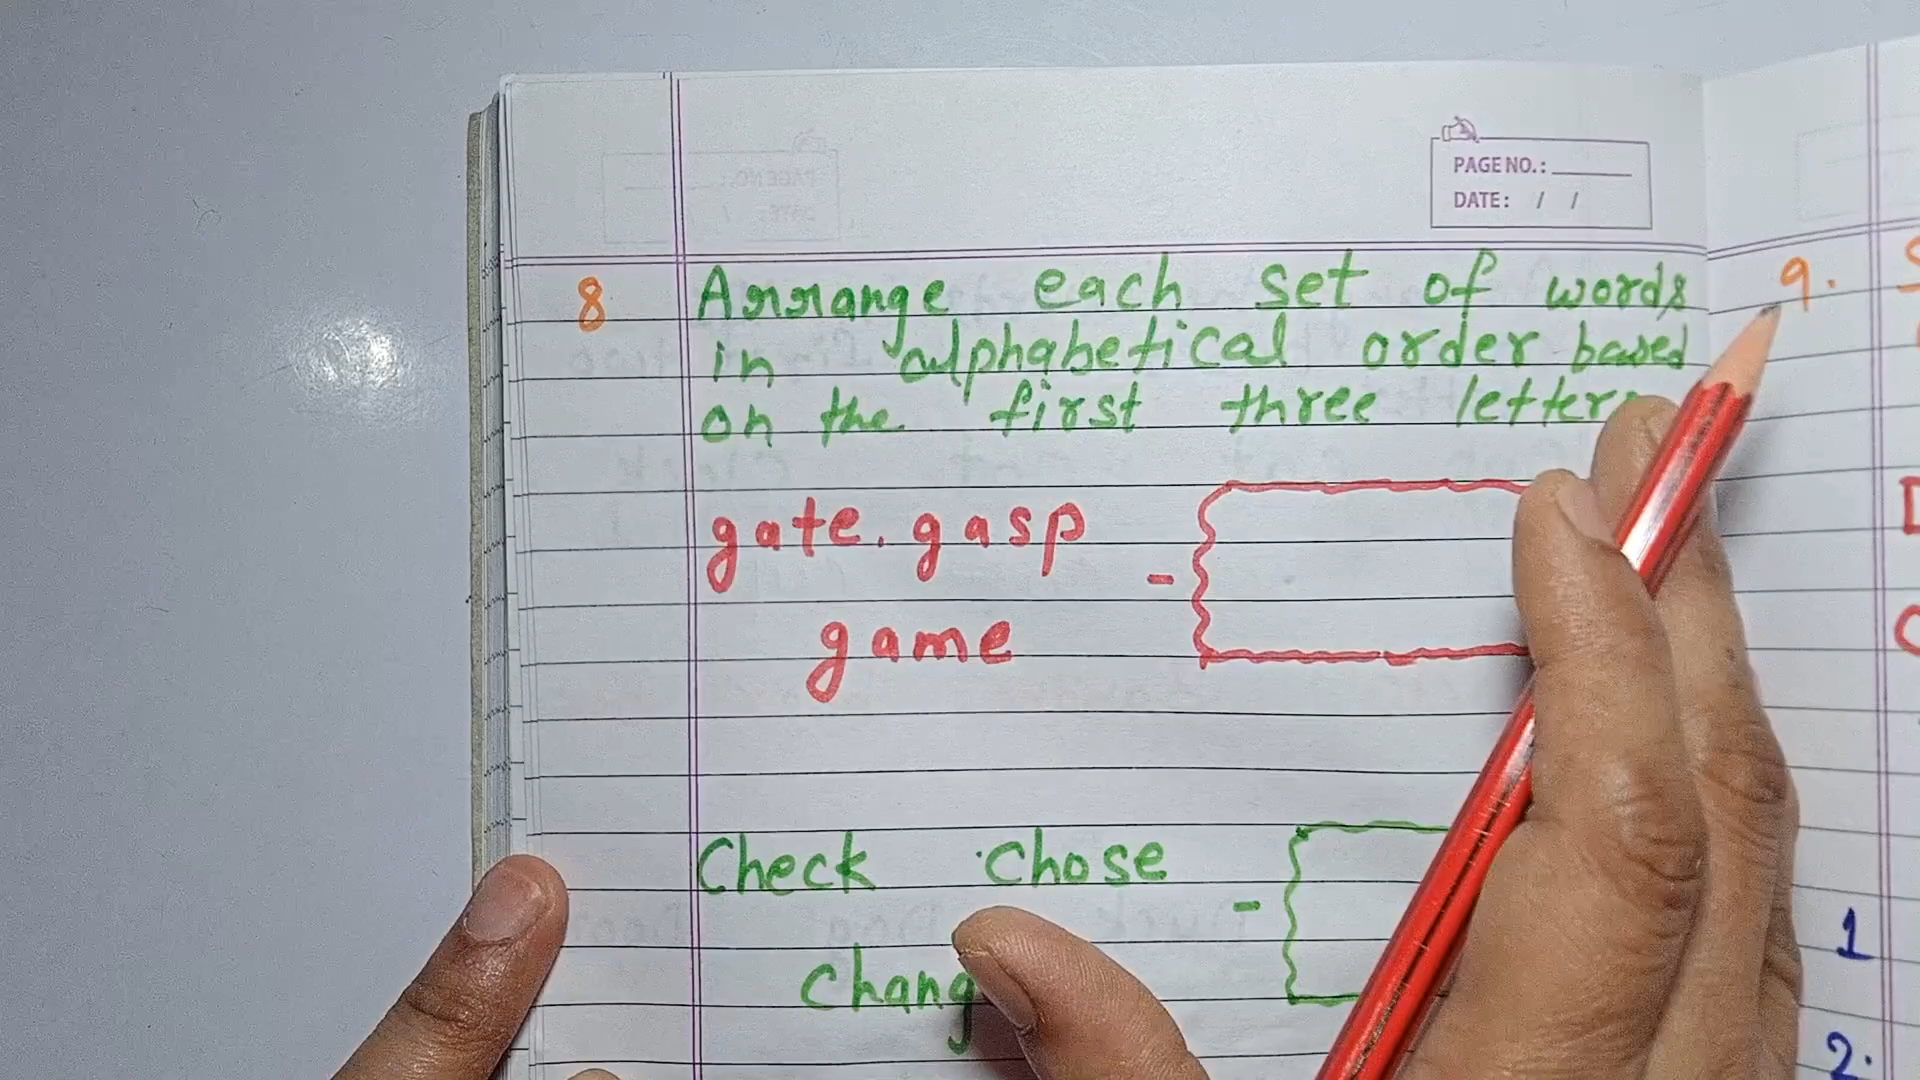 PAGE NO.:
DATE: / /
8 Arrange each set of words
in alphabetical order based
on the first three letters
gate, gasp
game
-
Check chose
-
chang
9.
1
2.